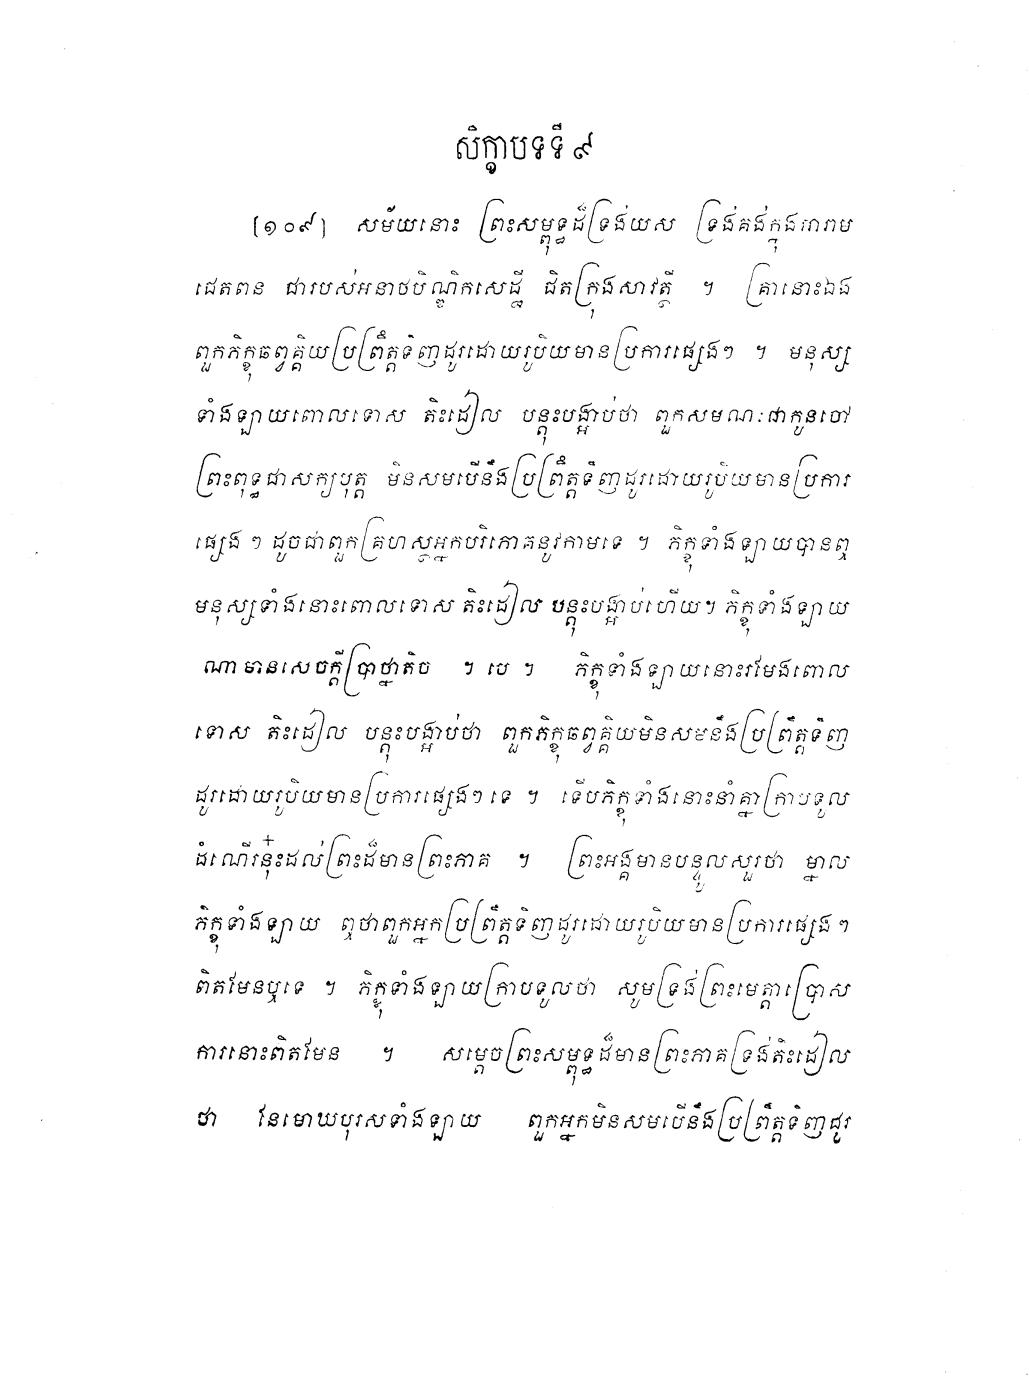 សិក្ខាបទទី ៩
[១០៩] សម័យនោះ ព្រះសម្ពុទ្ធដ៏ទ្រង់យស ទ្រង់គង់ក្នុងអារាម
ជេតពន ជារបស់អនាថបិណ្ឌិកសេដ្ឋី ជិតក្រុងសាវត្ថី ។ គ្រានោះឯង
ពួកភិក្ខុឆព្វគ្គិយប្រព្រឹត្តទិញដូរដោយរូបិយមានប្រការផ្សេងៗ ។ មនុស្ស
ទាំងឡាយពោលទោស តិះដៀល បន្តុះបង្អាប់ថា ពួកសមណៈជាកូនចៅ
ព្រះពុទ្ធជាសក្យបុត្ត មិនសមបើនឹងប្រព្រឹត្តទិញដូរដោយរូបិយមានប្រការ
ផ្សេង ៗ ដូចជាពួកគ្រហស្ថអ្នកបរិភោគនូវកាមទេ ។ ភិក្ខុទាំងឡាយបានឮ
មនុស្សទាំងនោះពោលទោស តិះដៀល បន្តុះបង្អាប់ហើយ។ ភិក្ខុទាំងឡាយ
ណាមានសេចក្តីប្រាថ្នាតិច ។ បេ ។ ភិក្ខុទាំងឡាយនោះរមែងពោល
ទោស តិះដៀល បន្តុះបង្អាប់ថា ពួកភិក្ខុឆព្វគ្គិយមិនសមនឹងប្រព្រឹត្តទិញ
ដូរដោយរូបិយមានប្រការផ្សេងៗទេ ។ ទើបភិក្ខុទាំងនោះនាំគ្នាក្រាបទូល
ដំណើរនុ៎ះដល់ព្រះដ៏មានព្រះភាគ ។ ព្រះអង្គមានបន្ទូលសួរថា ម្នាល
ភិក្ខុទាំងឡាយ ឮថាពួកអ្នកប្រព្រឹត្តទិញដូរដោយរូបិយមានប្រការផ្សេងៗ
ពិតមែនឬទេ ។ ភិក្ខុទាំងឡាយក្រាបទូលថា សូមទ្រង់ព្រះមេត្តាប្រោស
ការនោះពិតមែន ។ សម្តេចព្រះសម្ពុទ្ធដ៏មានព្រះភាគទ្រង់តិះដៀល
ថា នែមោឃបុរសទាំងឡាយ ពួកអ្នកមិនសមបើនឹងប្រព្រឹត្តទិញដូរ